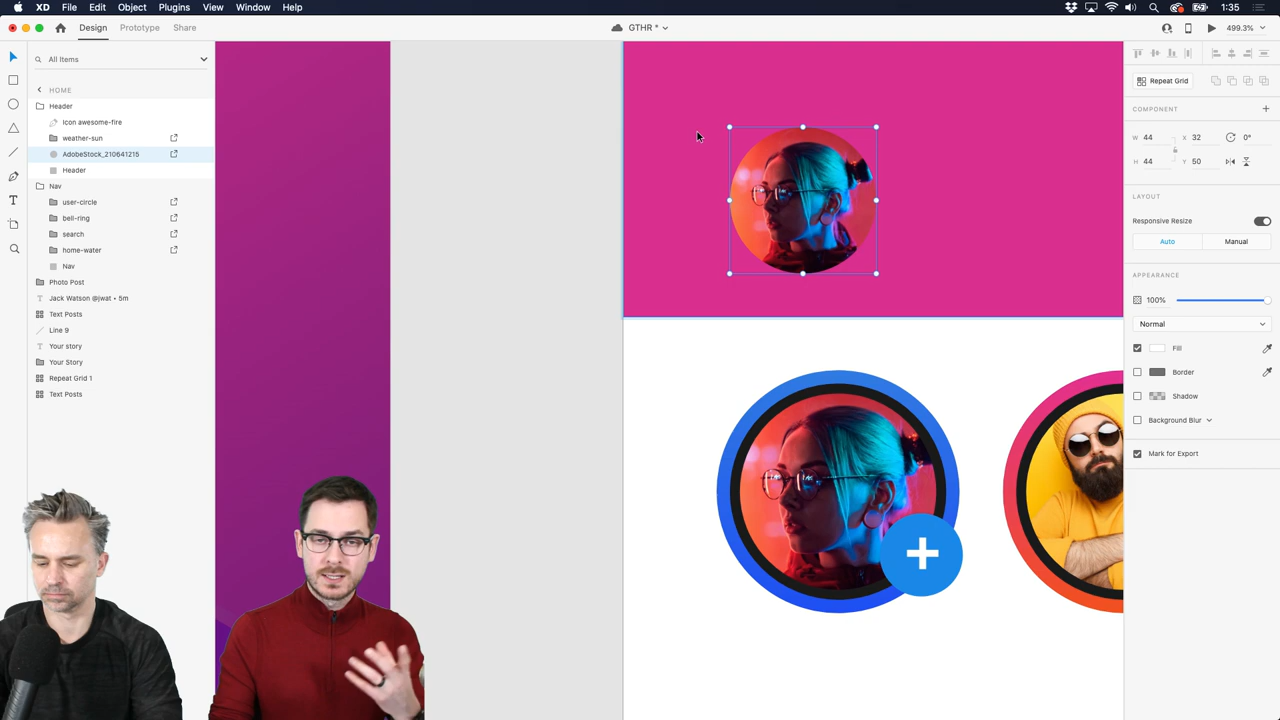 XD File Edit Object Plugins Window Help 1:35
Design Prototype Share GTHR * 499.3%
All Items
HOME
Header
Icon awesome-fire
weather-sun
AdobeStock_210641215
Header
Nav
user-circle
bell-ring
search
home-water
Nav
Photo Post
Jack Watson @jwat • 5m
Text Posts
Line 9
Your story
Your Story
Repeat Grid 1
Text Posts
Repeat Grid
COMPONENT
W 44 X 32 0°
H 44 Y 50
LAYOUT
Responsive Resize
Auto Manual
APPEARANCE
100%
Normal
Fill
Border
Shadow
Background Blur
Mark for Export